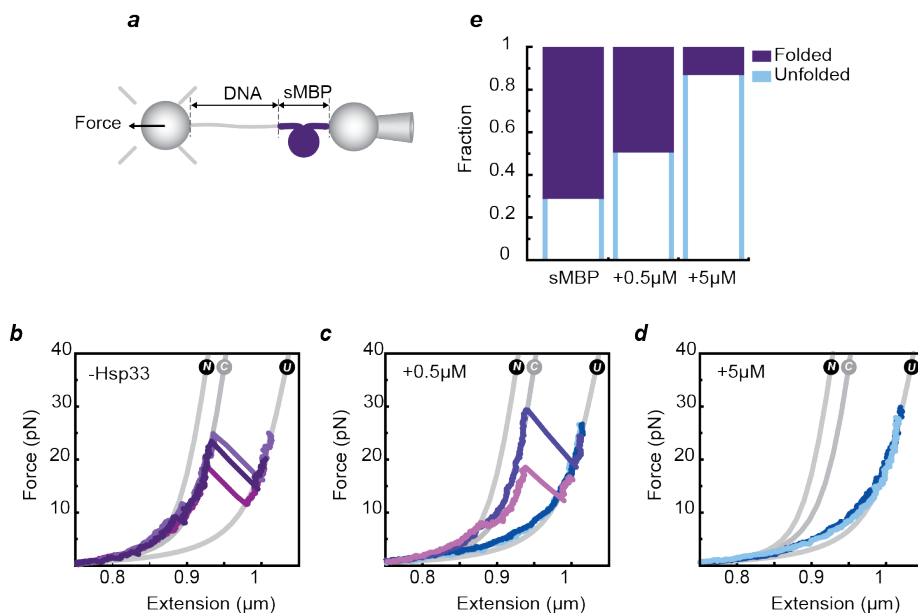 a
DNA
sMBP
Force
e
1
0.8
0.6
0.4
0.2
0
Fraction
Folded
Unfolded
sMBP
+0.5µM
+5µM
b
40
30
20
10
Force (pN)
-Hsp33
N
C
U
0.8
0.9
1
Extension (µm)
c
40
30
20
10
Force (pN)
+0.5µM
N
C
U
0.8
0.9
1
Extension (µm)
d
40
30
20
10
Force (pN)
+5µM
N
C
U
0.8
0.9
1
Extension (µm)